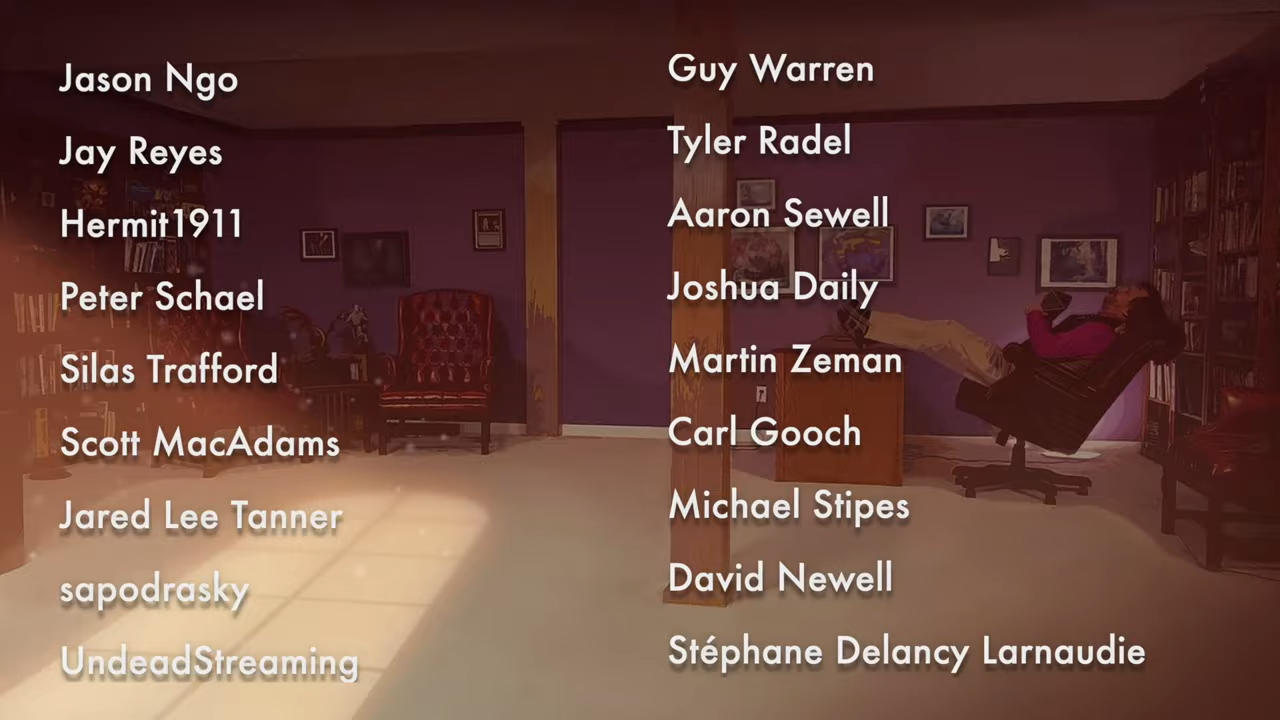 Jason Ngo
Jay Reyes
Hermit1911
Peter Schael
Silas Trafford
Scott MacAdams
Jared Lee Tanner
sapodrasky
UndeadStreaming
Guy Warren
Tyler Radel
Aaron Sewell
Joshua Daily
Martin Zeman
Carl Gooch
Michael Stipes
David Newell
Stéphane Delancy Larnaudie